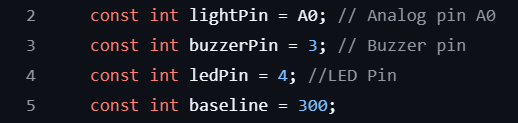 2 const int lightPin = A0; // Analog pin A0
3 const int buzzerPin = 3; // Buzzer pin
4 const int ledPin = 4; //LED Pin
5 const int baseline = 300;